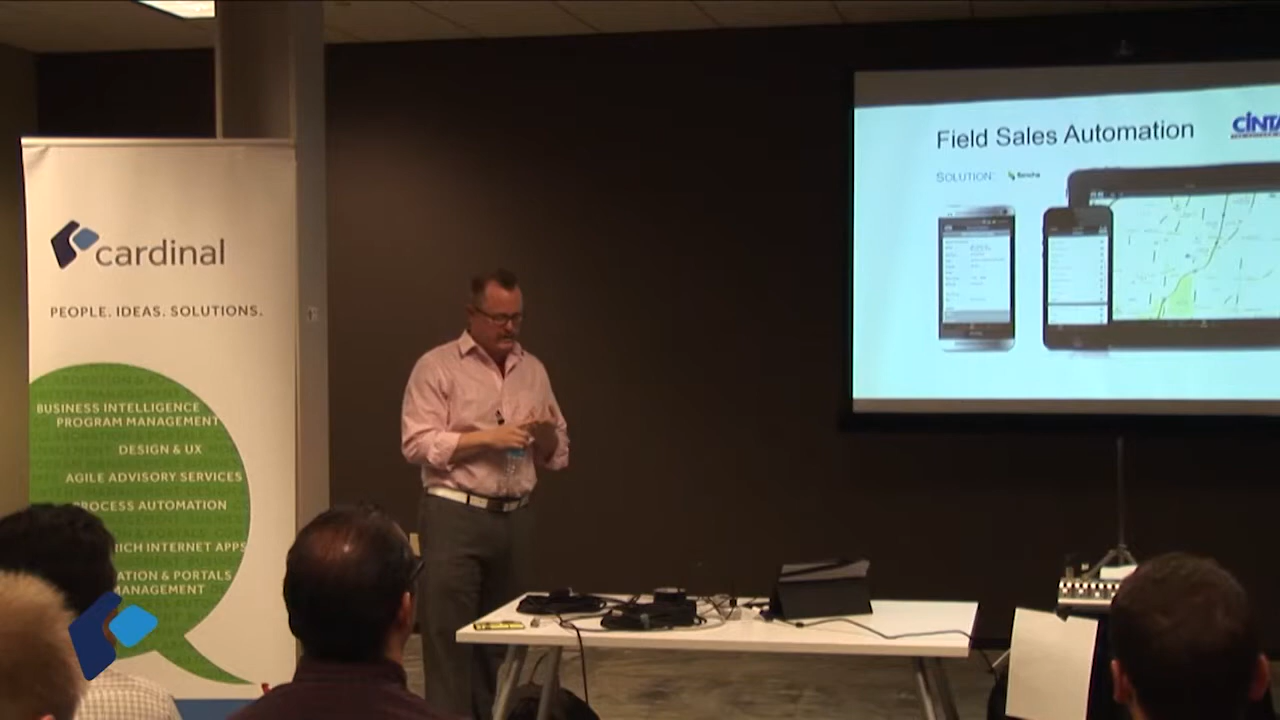 cardinal
PEOPLE. IDEAS. SOLUTIONS.
BUSINESS INTELLIGENCE
PROGRAM MANAGEMENT
DESIGN & UX
AGILE ADVISORY SERVICES
PROCESS AUTOMATION
RICH INTERNET APPS
ATION & PORTALS
MANAGEMENT
Field Sales Automation
CINTA
SOLUTION:
Sencha